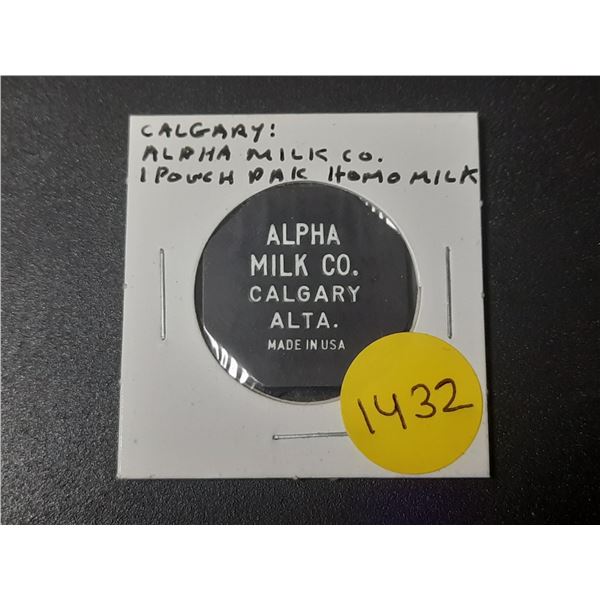 CALGARY:
ALPHA MILK CO.
1 POUCH PAK HOMO MILK
ALPHA
MILK CO.
CALGARY
ALTA.
MADE IN USA
1432